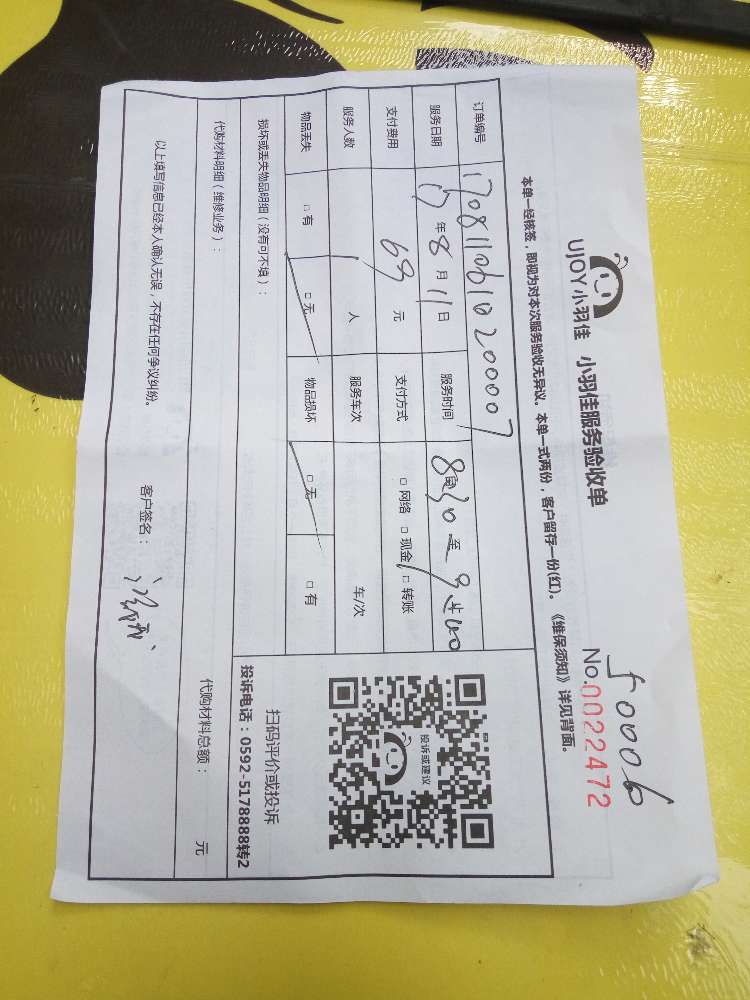 f0006
UJOY小羽佳 小羽佳服务验收单
No.0022472
本单一经核签，即视为对本次服务验收无异议。本单一式两份，客户留存一份(红)。《维保须知》详见背面。
订单编号 170811061020007
服务日期 17年8月11日 服务时间
支付费用 69元 支付方式 □网络 □现金 □转账
服务人数 1人 服务车次 车/次
物品丢失 □有 □无 物品损坏 □无 □有
损坏或丢失物品明细（没有可不填）：
投诉或建议
扫码评价或投诉
投诉电话：0592-5178888转2
代购材料明细（维修业务）： 代购材料总额： 元
以上填写信息已经本人确认无误，不存在任何争议纠纷。 客户签名：